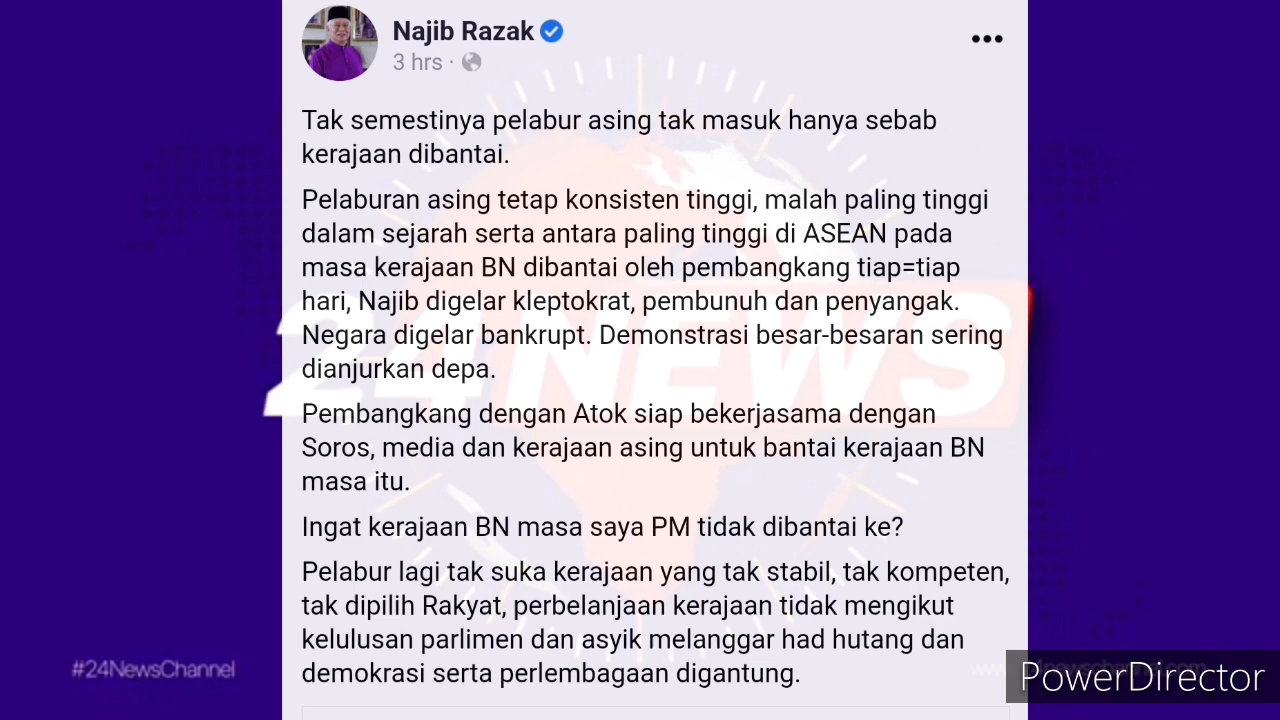 Najib Razak
3 hrs ·
Tak semestinya pelabur asing tak masuk hanya sebab
kerajaan dibantai.
Pelaburan asing tetap konsisten tinggi, malah paling tinggi
dalam sejarah serta antara paling tinggi di ASEAN pada
masa kerajaan BN dibantai oleh pembangkang tiap=tiap
hari, Najib digelar kleptokrat, pembunuh dan penyangak.
Negara digelar bankrupt. Demonstrasi besar-besaran sering
dianjurkan depa.
Pembangkang dengan Atok siap bekerjasama dengan
Soros, media dan kerajaan asing untuk bantai kerajaan BN
masa itu.
Ingat kerajaan BN masa saya PM tidak dibantai ke?
Pelabur lagi tak suka kerajaan yang tak stabil, tak kompeten,
tak dipilih Rakyat, perbelanjaan kerajaan tidak mengikut
kelulusan parlimen dan asyik melanggar had hutang dan
demokrasi serta perlembagaan digantung.
24NEWS
#24NewsChannel
PowerDirector